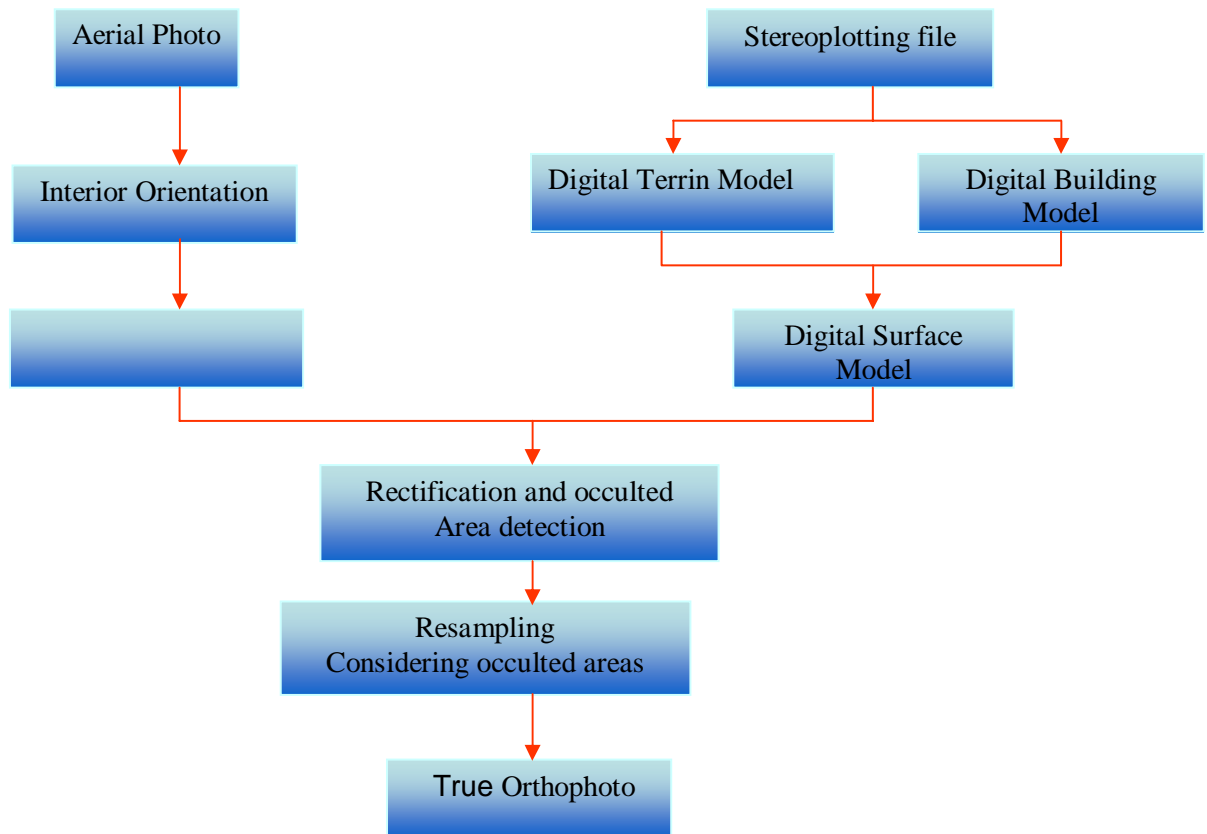 Aerial Photo
Stereoplotting file
Interior Orientation
Digital Terrin Model
Digital Building
Model
Digital Surface
Model
Rectification and occulted
Area detection
Resampling
Considering occulted areas
True Orthophoto